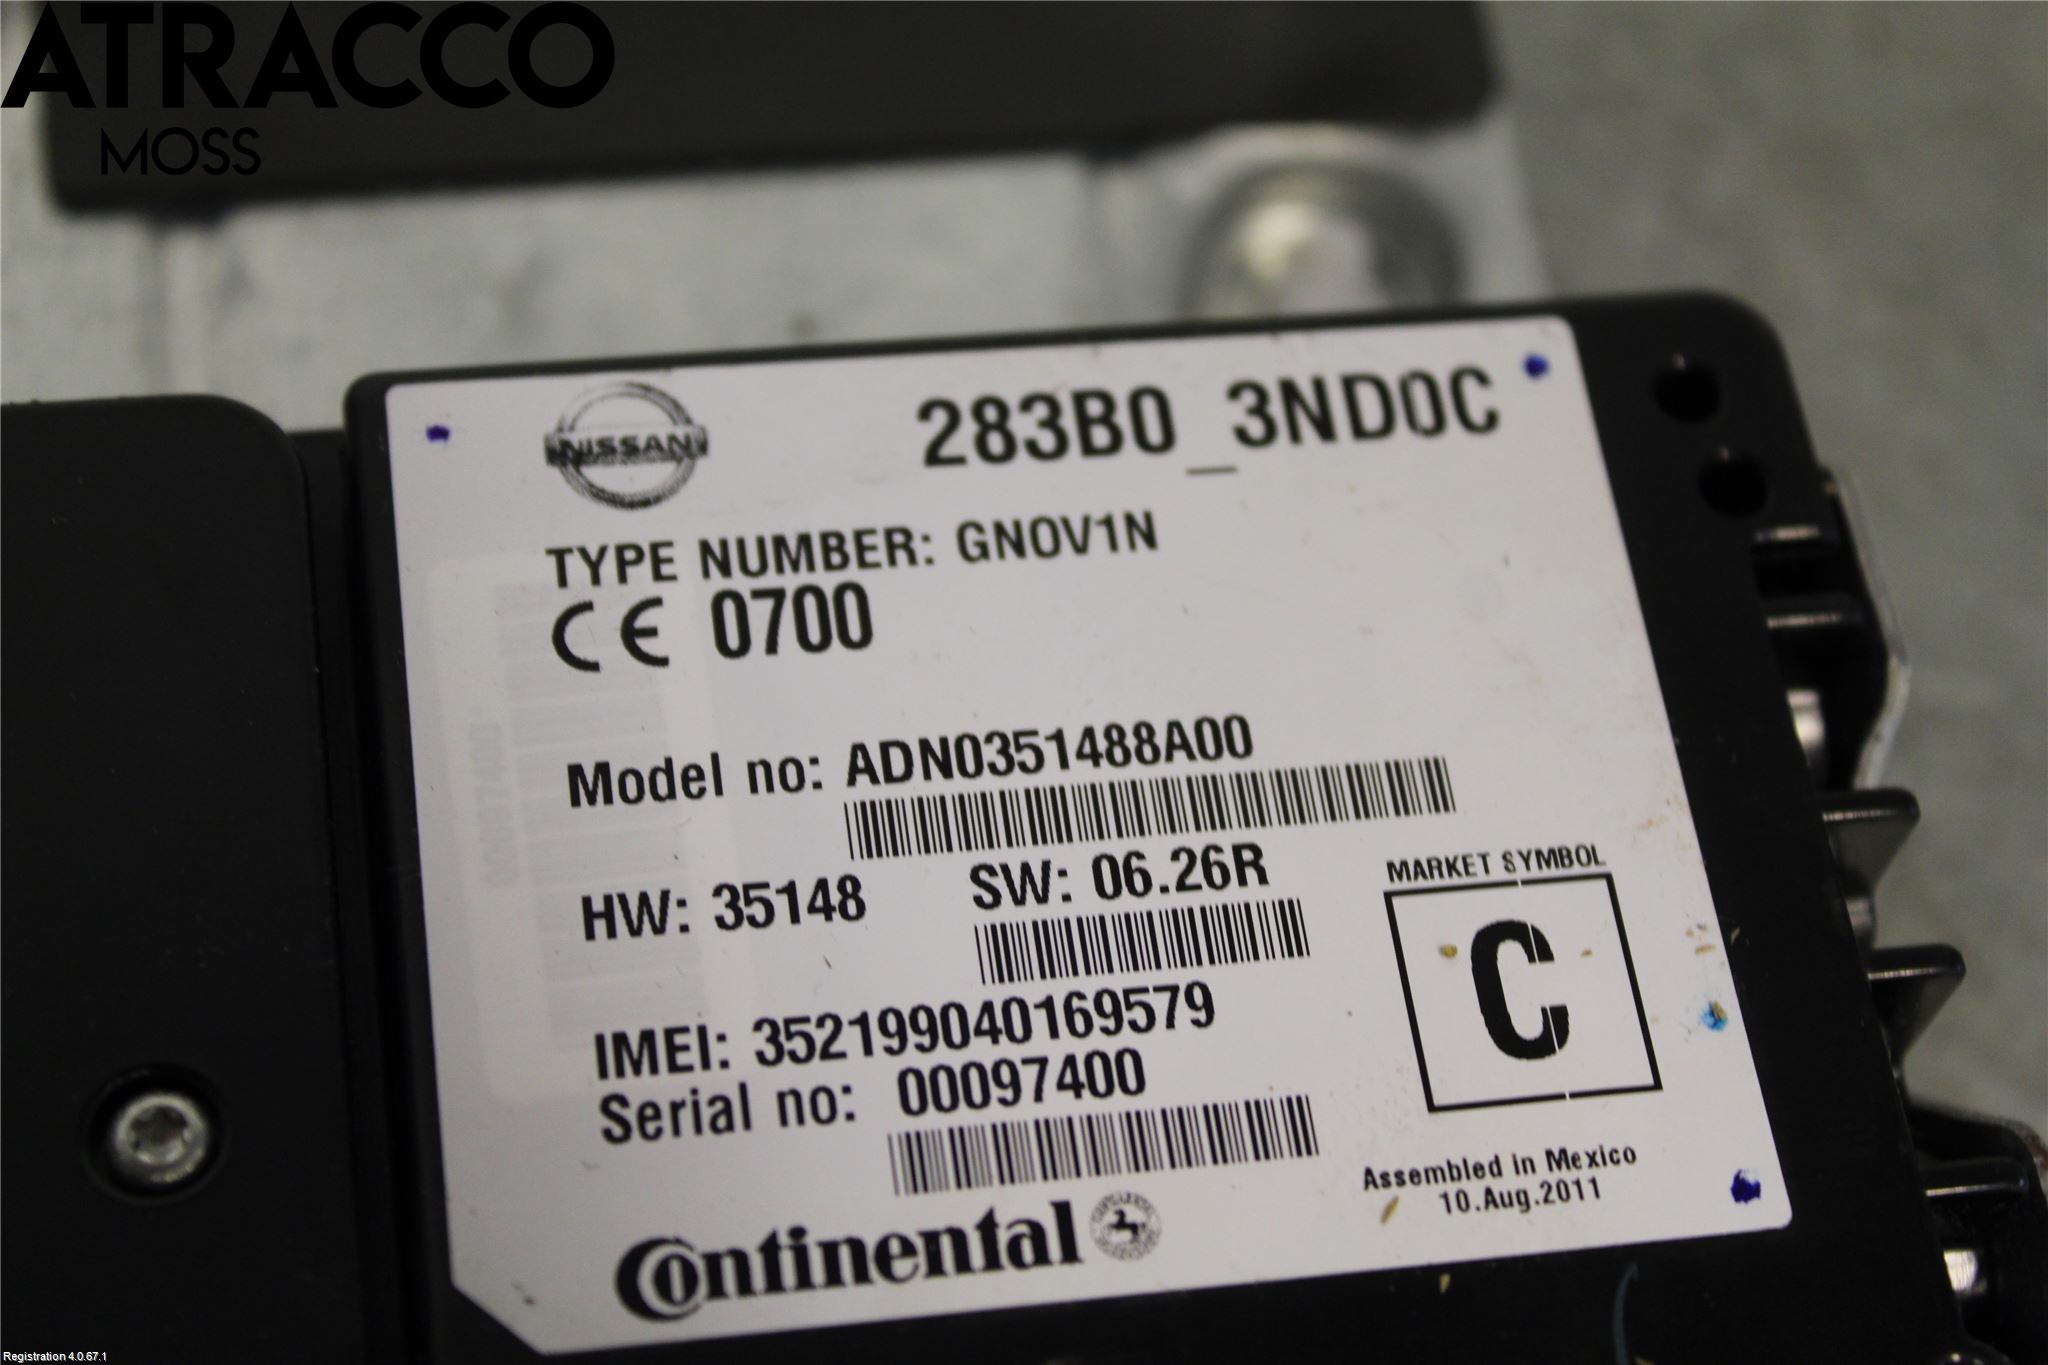 ATRACCO
MOSS
NISSAN
283B0_3ND0C
TYPE NUMBER: GNOV1N
CE 0700
Model no: ADN0351488A00
HW: 35148 SW: 06.26R
MARKET SYMBOL
C
IMEI: 352199040169579
Serial no: 00097400
Assembled in Mexico
10.Aug.2011
Continental
00097400
Registration 4.0.67.1